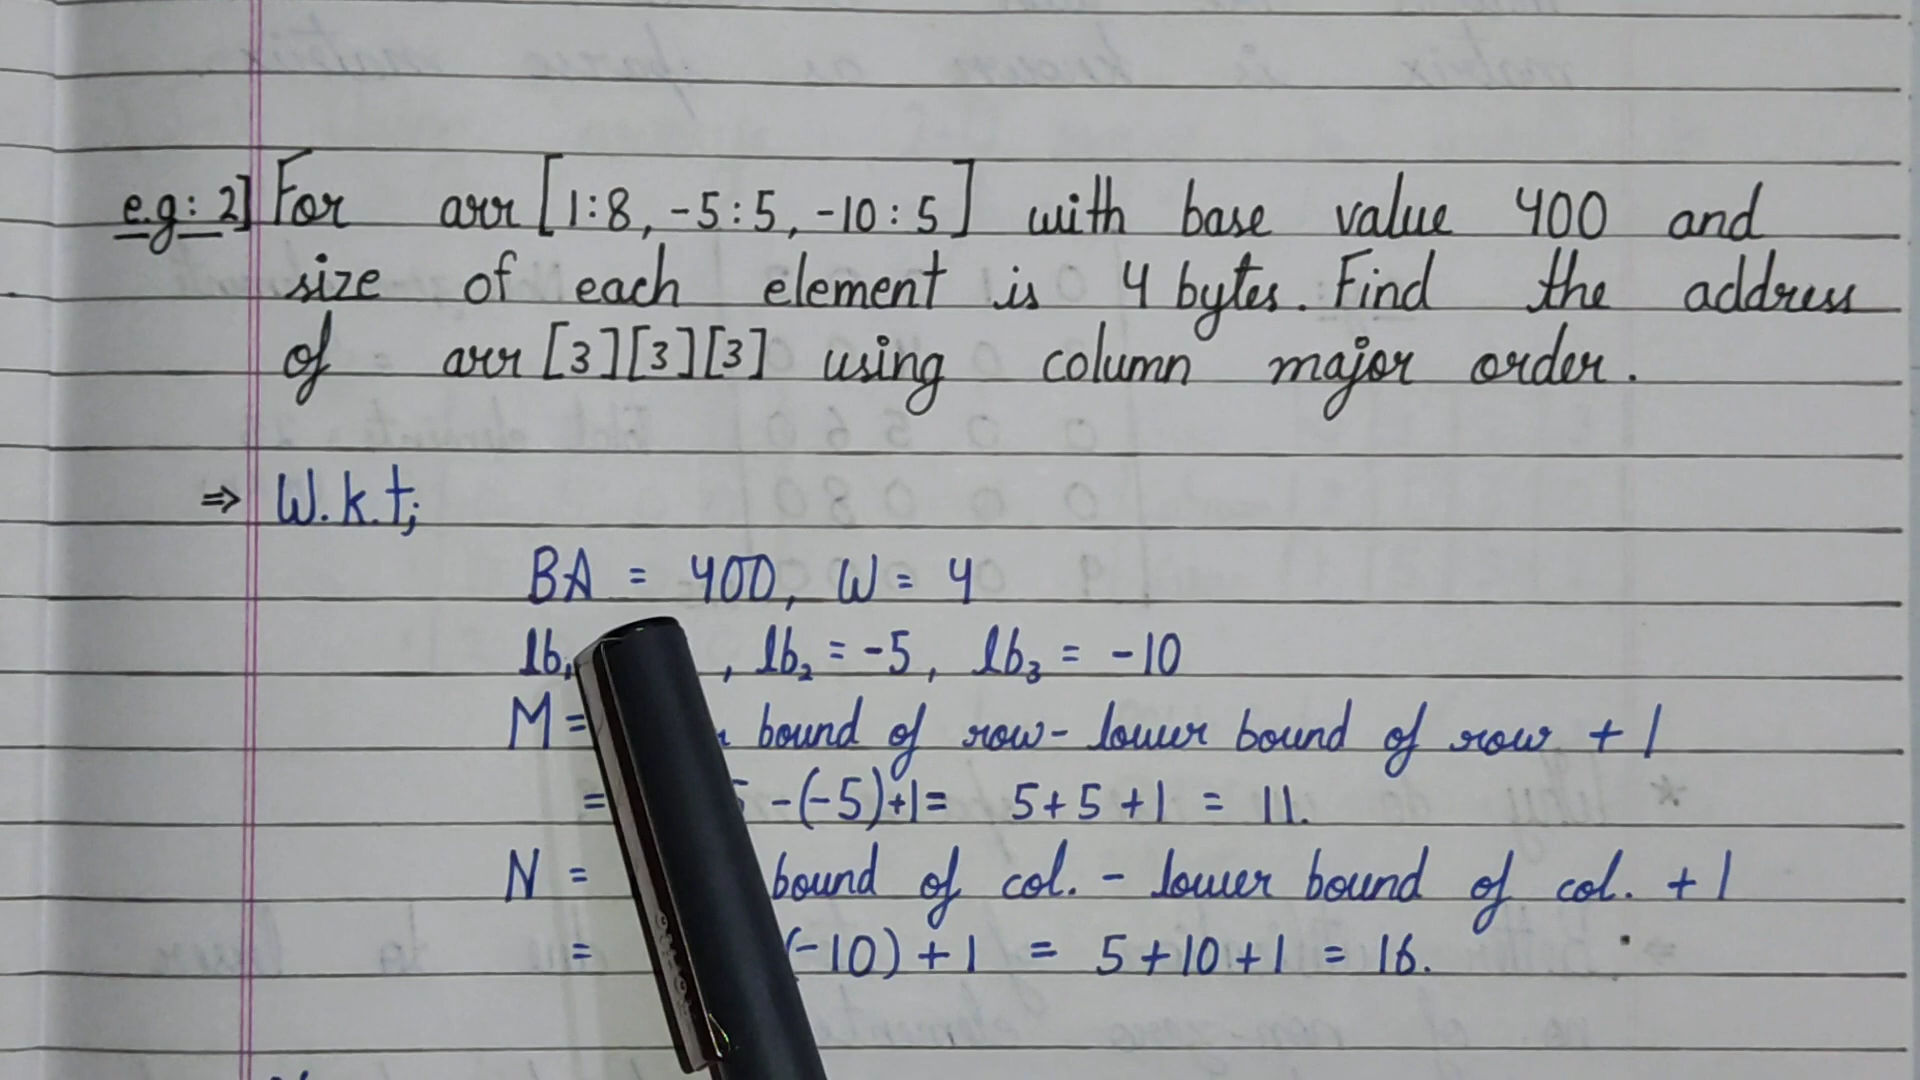 e.g: 2] For arr [1:8, -5:5, -10:5] with base value 400 and
size of each element is 4 bytes. Find the address
of arr [3][3][3] using column major order.
⇒ W.k.t;
BA = 400, W = 4
lb₁ , lb₂ = -5, lb₃ = -10
M = bound of row - lower bound of row + 1
= -(-5)+1 = 5+5+1 = 11.
N = bound of col. - lower bound of col. + 1
= (-10) + 1 = 5+10+1 = 16.